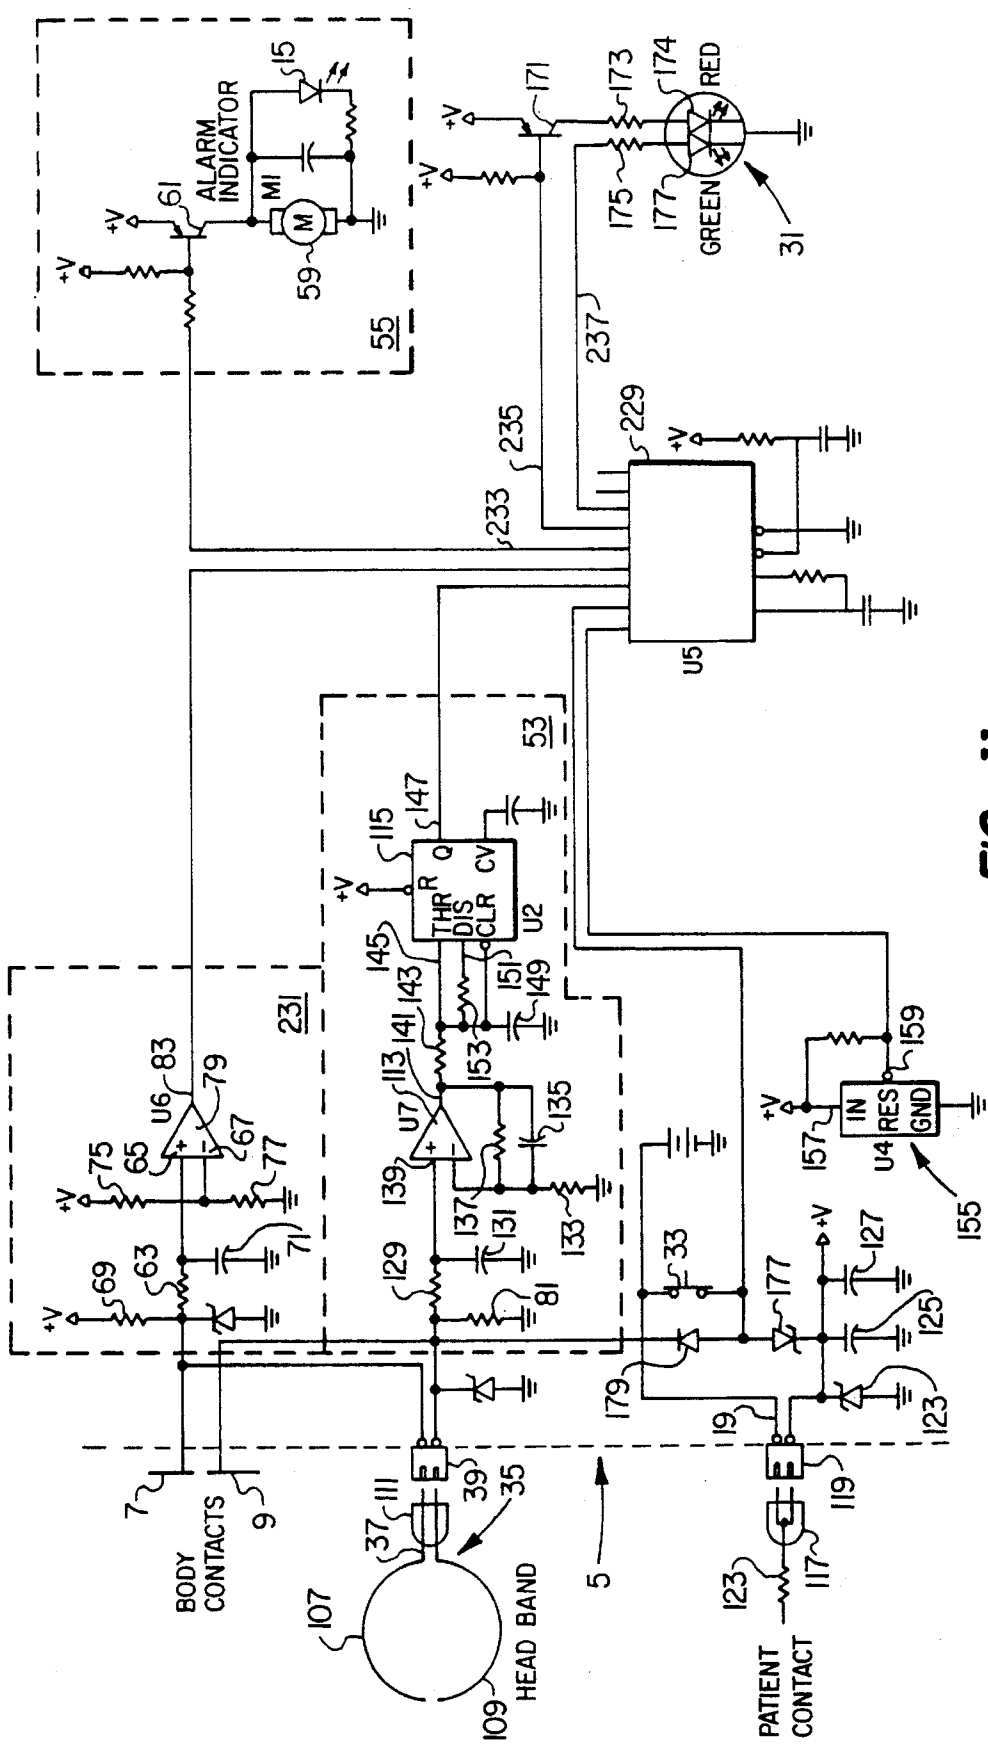 +V
+V
61
ALARM
INDICATOR
15
M1
M
59
55
+V
+V
171
173
174
RED
175
177
GREEN
31
237
235
233
229
U5
+V
231
83
U6
79
65
+
−
67
75
+V
77
69
+V
63
71
7
BODY
CONTACTS
9
53
147
115
+V
R
Q
THR
DIS
CLR
CV
U2
145
143
141
151
149
153
113
U7
+
−
139
137
135
133
129
131
81
107
109
HEAD BAND
37
111
39
35
5
33
179
177
19
+V
127
125
123
119
117
123
PATIENT
CONTACT
+V
157
IN
RES
GND
U4
159
155